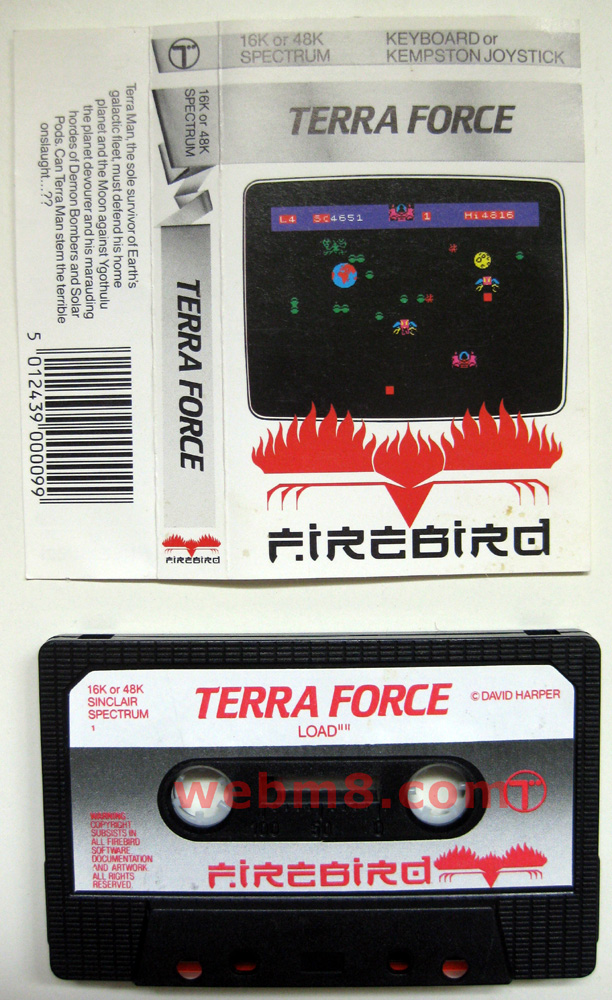 16K or 48K
SPECTRUM
KEYBOARD or
KEMPSTON JOYSTICK
T
16K or 48K
SPECTRUM
TERRA FORCE
Terra Man, the sole survivor of Earth's
galactic fleet, must defend his home
planet and the Moon against Ygothulu
the planet devourer and his marauding
hordes of Demon Bombers and Solar
Pods. Can Terra Man stem the terrible
onslaught...??
5 012439 000099
TERRA FORCE
FIREBIRD
L4 Sc4651 1 Hi4816
FIREBIRD
16K or 48K
SINCLAIR
SPECTRUM
1
TERRA FORCE
LOAD""
© DAVID HARPER
webm8.com
T
100 50 0
WARNING
COPYRIGHT
SUBSISTS IN
ALL FIREBIRD
SOFTWARE
DOCUMENTATION
AND ARTWORK.
ALL RIGHTS
RESERVED.
FIREBIRD